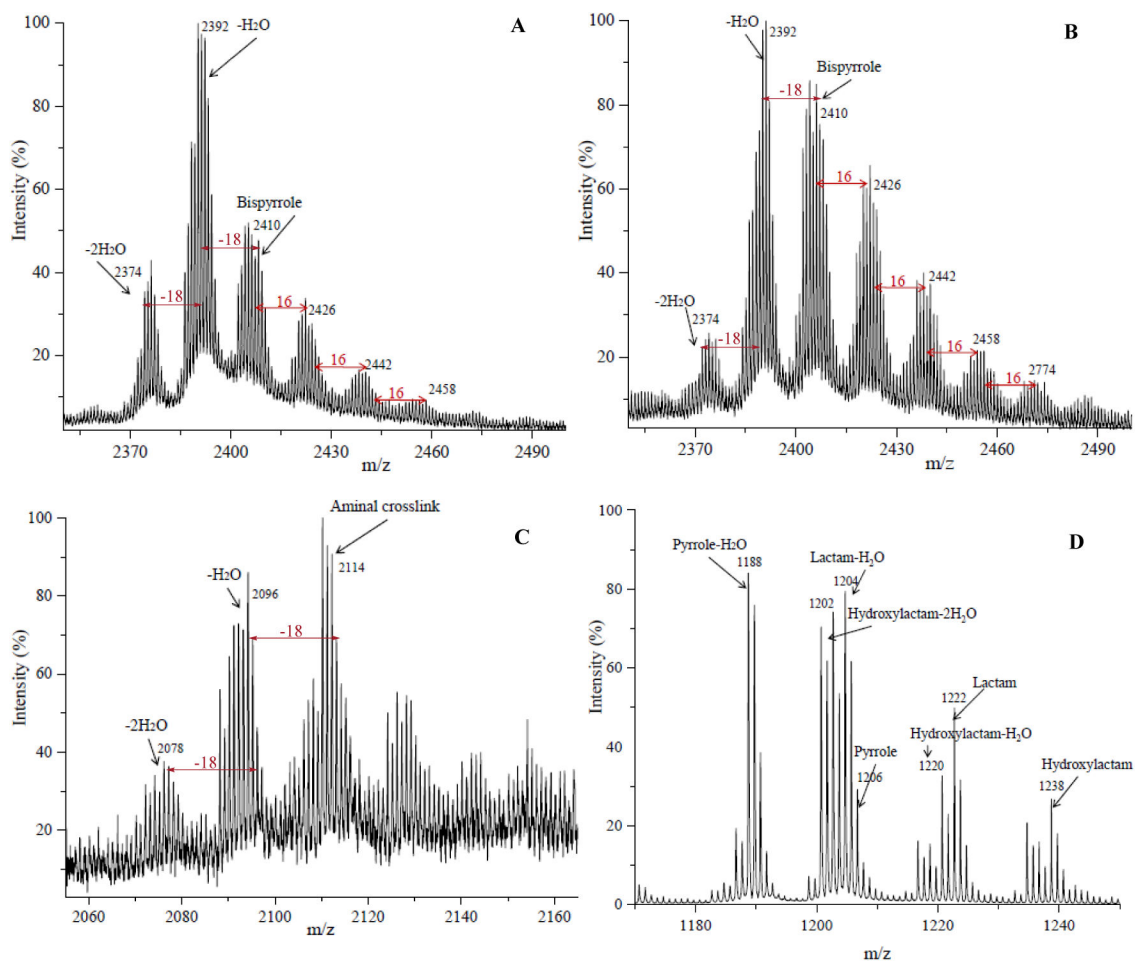 A
100
80
60
40
20
Intensity (%)
2392
-H₂O
Bispyrrole
2410
-18
-2H₂O
2374
-18
16
2426
16
2442
16
2458
2370
2400
2430
2460
2490
m/z
B
100
80
60
40
20
Intensity (%)
-H₂O
2392
Bispyrrole
-18
2410
16
2426
-2H₂O
2374
-18
16
2442
16
2458
16
2774
2370
2400
2430
2460
2490
m/z
C
100
80
60
40
20
Intensity (%)
Aminal crosslink
2114
-H₂O
2096
-18
-2H₂O
2078
-18
2060
2080
2100
2120
2140
2160
m/z
D
100
80
60
40
20
0
Intensity (%)
Pyrrole-H₂O
1188
Lactam-H₂O
1204
1202
Hydroxylactam-2H₂O
Lactam
1222
Hydroxylactam-H₂O
1220
Pyrrole
1206
Hydroxylactam
1238
1180
1200
1220
1240
m/z